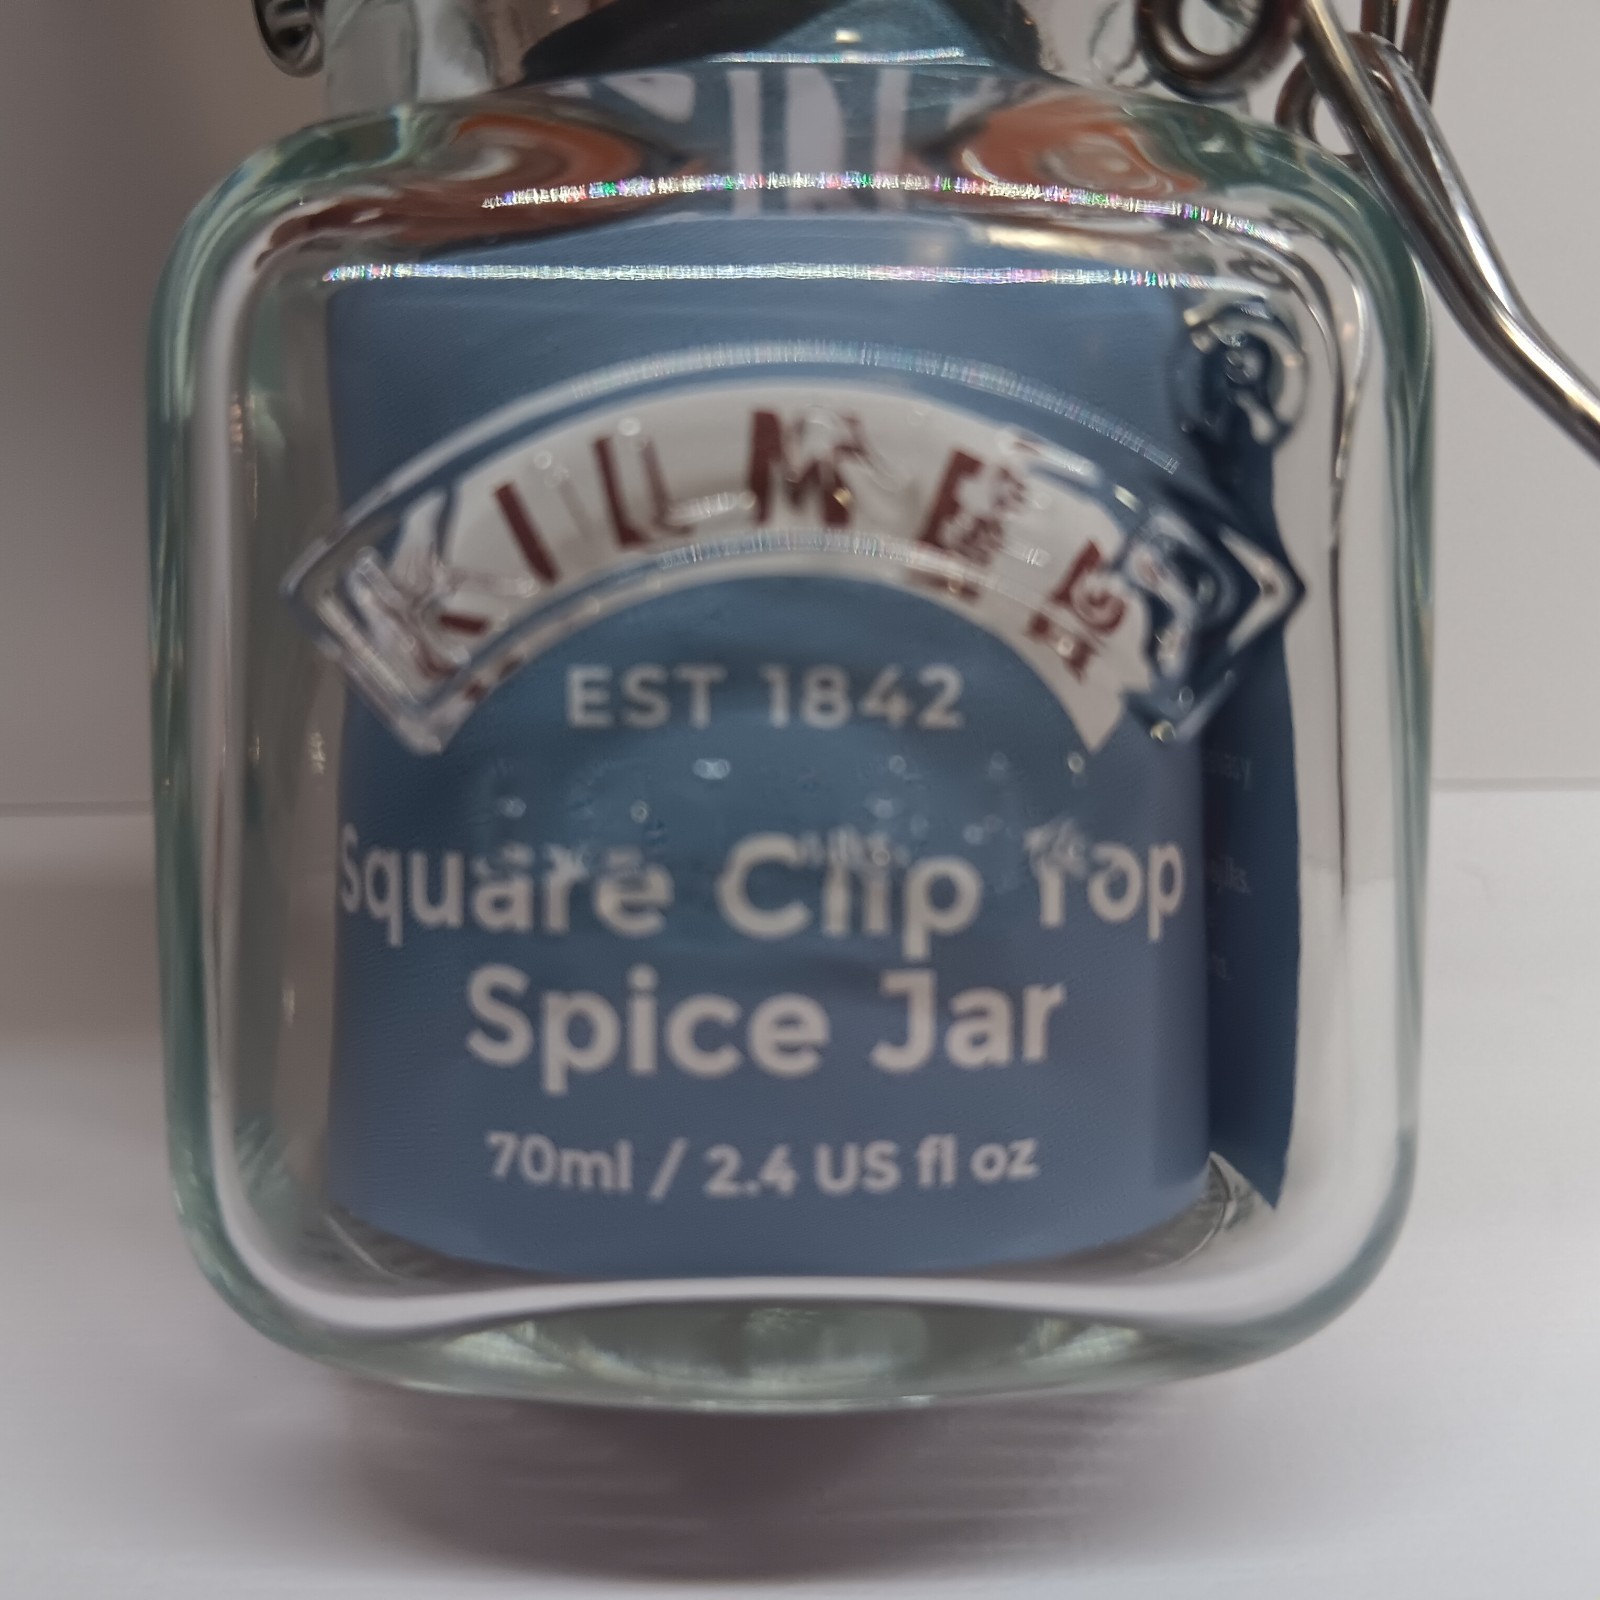 KILNER
EST 1842
Square Clip Top
Spice Jar
70ml / 2.4 US fl oz